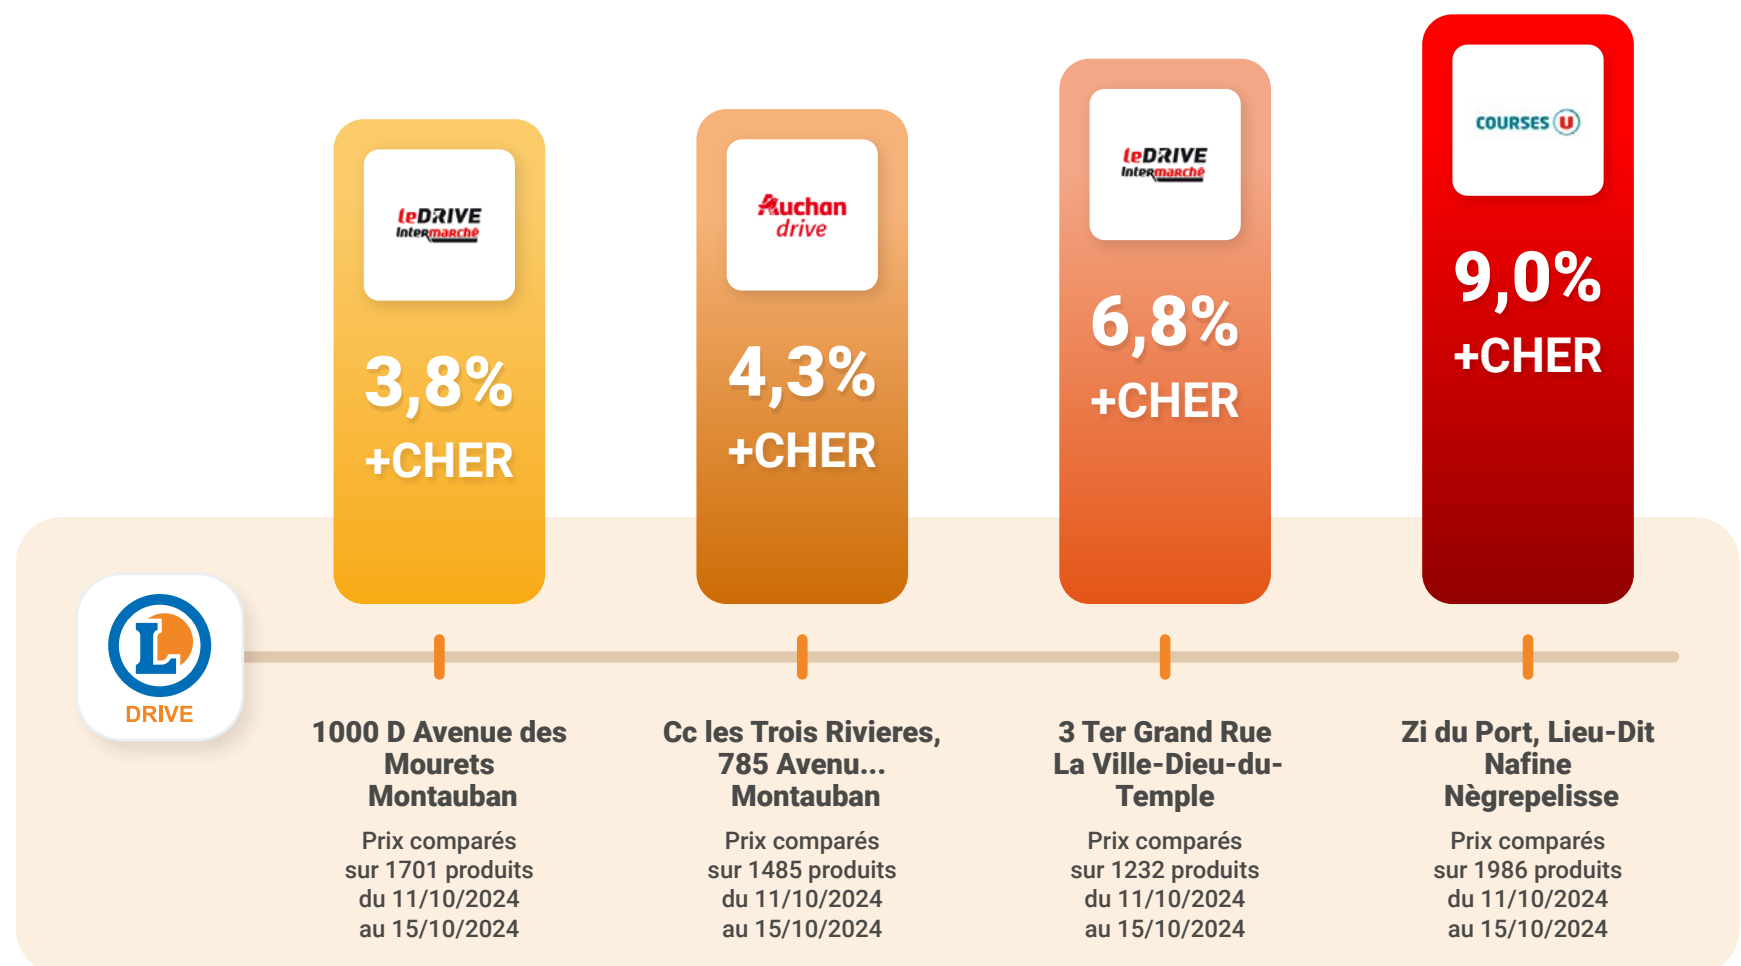 leDRIVE
Intermarché
3,8%
+CHER
Auchan
drive
4,3%
+CHER
leDRIVE
Intermarché
6,8%
+CHER
COURSES U
9,0%
+CHER
L
DRIVE
1000 D Avenue des
Mourets
Montauban
Prix comparés
sur 1701 produits
du 11/10/2024
au 15/10/2024
Cc les Trois Rivieres,
785 Avenu...
Montauban
Prix comparés
sur 1485 produits
du 11/10/2024
au 15/10/2024
3 Ter Grand Rue
La Ville-Dieu-du-
Temple
Prix comparés
sur 1232 produits
du 11/10/2024
au 15/10/2024
Zi du Port, Lieu-Dit
Nafine
Nègrepelisse
Prix comparés
sur 1986 produits
du 11/10/2024
au 15/10/2024